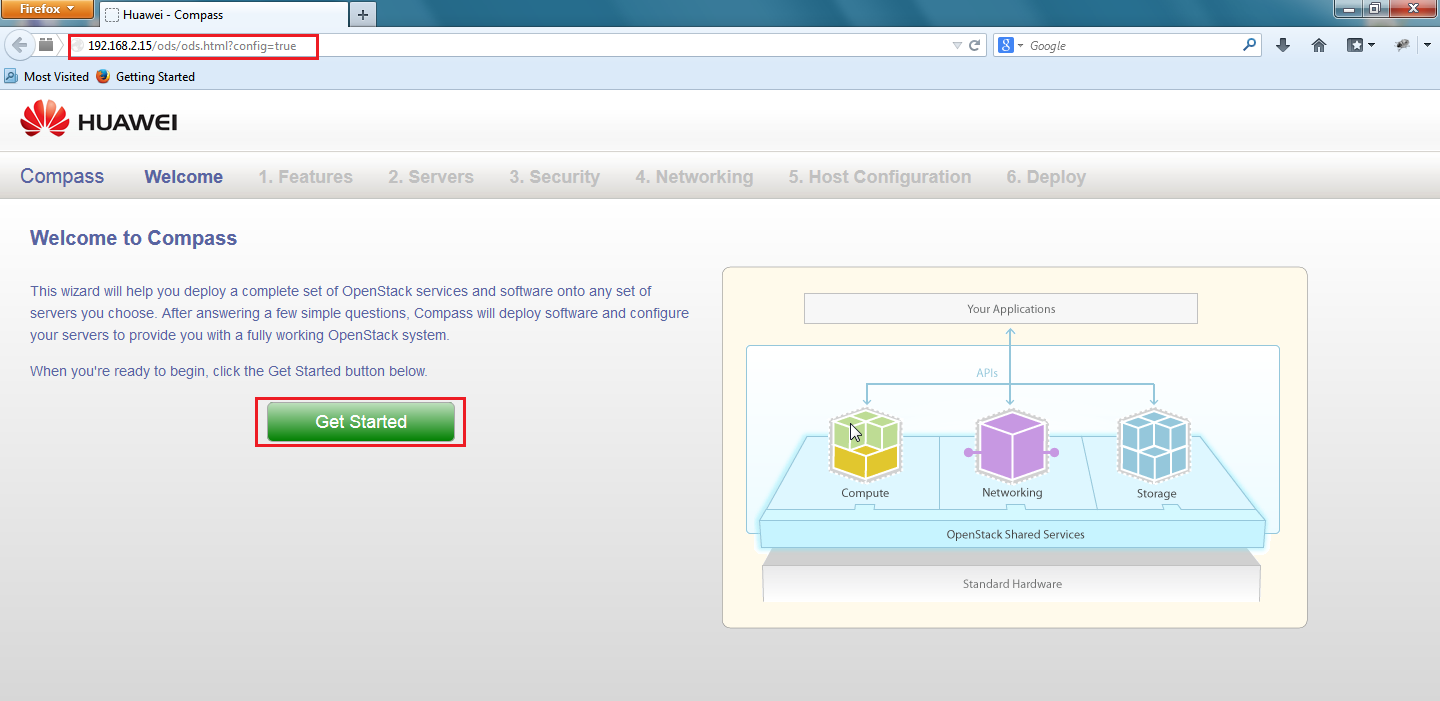 Firefox
Huawei - Compass
192.168.2.15/ods/ods.html?config=true
Google
Most Visited
Getting Started
HUAWEI
Compass
Welcome
1. Features
2. Servers
3. Security
4. Networking
5. Host Configuration
6. Deploy
Welcome to Compass
This wizard will help you deploy a complete set of OpenStack services and software onto any set of
servers you choose. After answering a few simple questions, Compass will deploy software and configure
your servers to provide you with a fully working OpenStack system.
When you're ready to begin, click the Get Started button below.
Get Started
Your Applications
APIs
Compute
Networking
Storage
OpenStack Shared Services
Standard Hardware